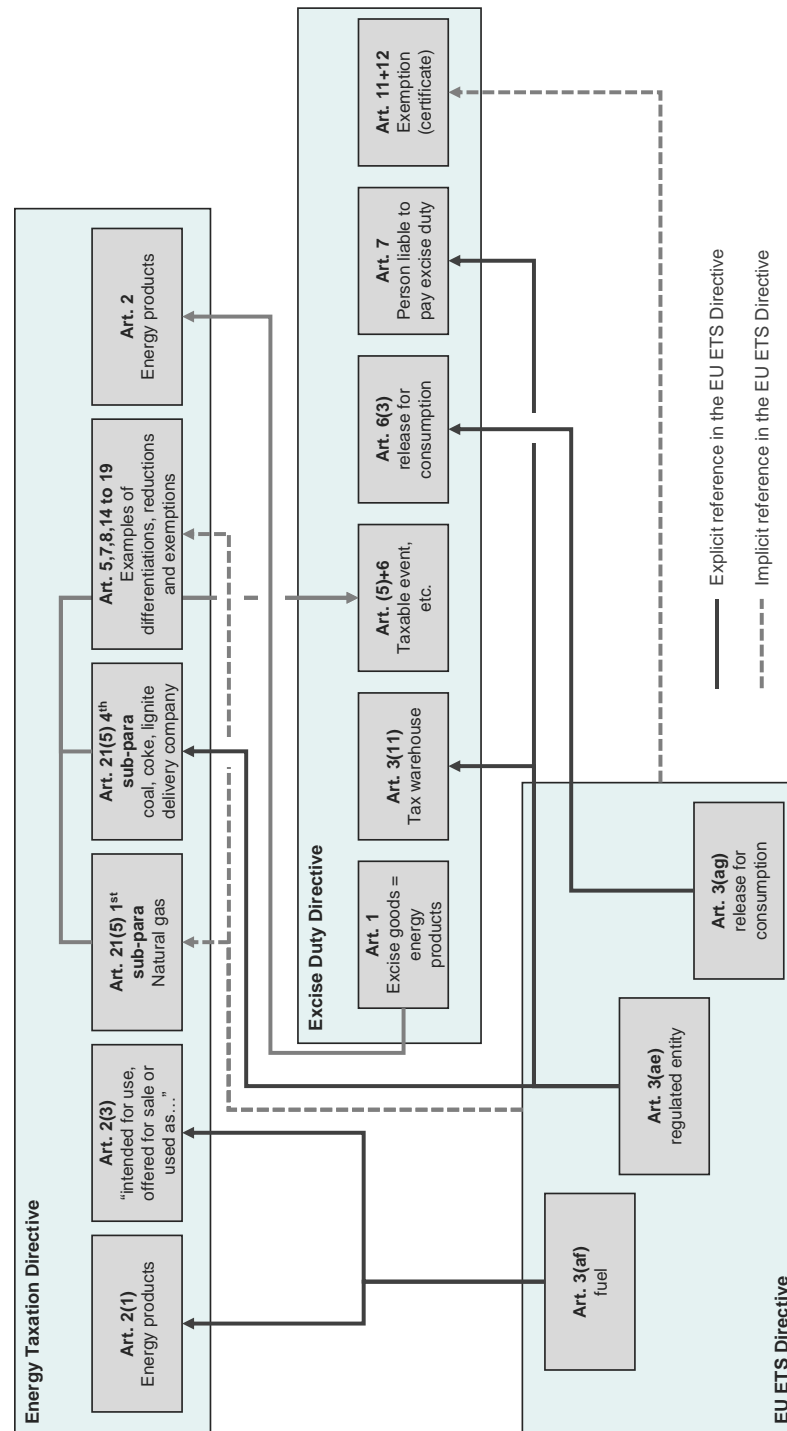 Energy Taxation Directive
Art. 2(1)
Energy products
Art. 2(3)
“intended for use,
offered for sale or
used as…”
Art. 21(5) 1st
sub-para
Natural gas
Art. 21(5) 4th
sub-para
coal, coke, lignite
delivery company
Art. 5,7,8,14 to 19
Examples of
differentiations, reductions
and exemptions
Art. 2
Energy products
Excise Duty Directive
Art. 1
Excise goods =
energy
products
Art. 3(11)
Tax warehouse
Art. (5)+6
Taxable event,
etc.
Art. 6(3)
release for
consumption
Art. 7
Person liable to
pay excise duty
Art. 11+12
Exemption
(certificate)
EU ETS Directive
Art. 3(af)
fuel
Art. 3(ae)
regulated entity
Art. 3(ag)
release for
consumption
Explicit reference in the EU ETS Directive
Implicit reference in the EU ETS Directive